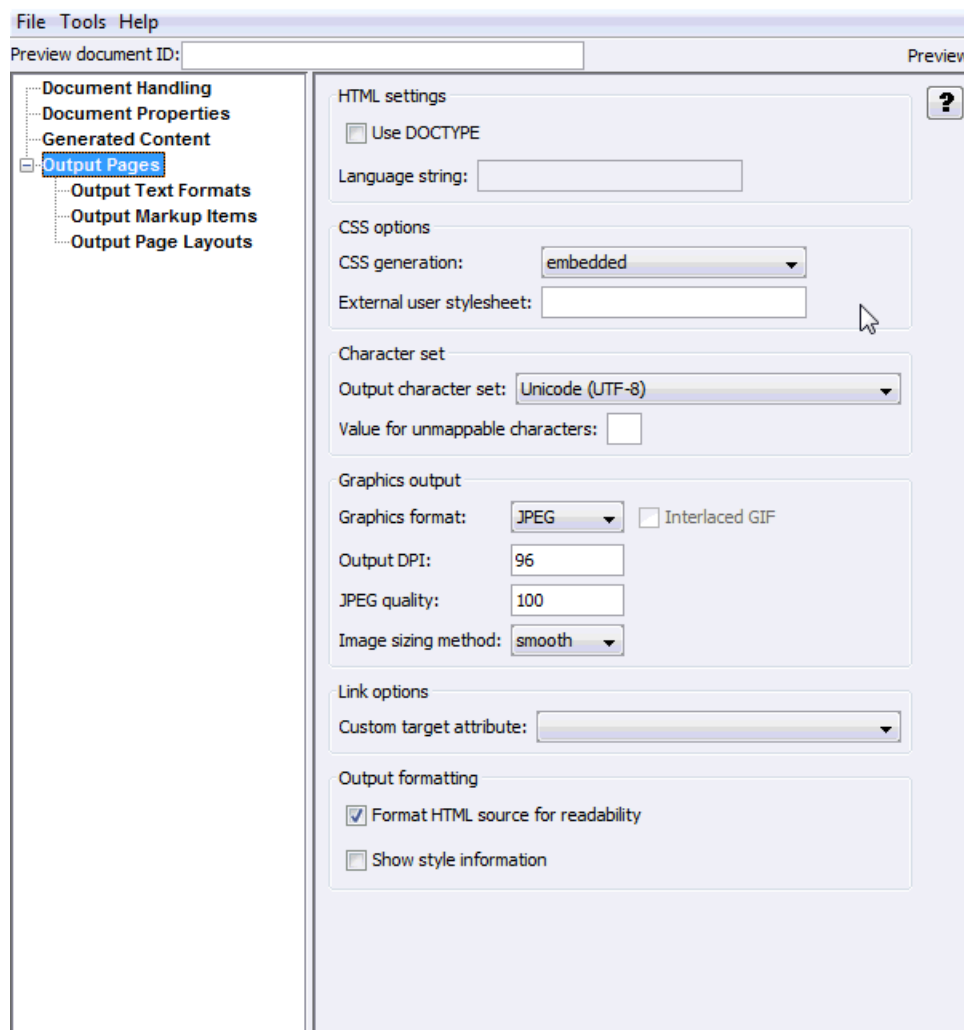 File Tools Help
Preview document ID:
Preview
Document Handling
Document Properties
Generated Content
Output Pages
Output Text Formats
Output Markup Items
Output Page Layouts
HTML settings
?
Use DOCTYPE
Language string:
CSS options
CSS generation: embedded
External user stylesheet:
Character set
Output character set: Unicode (UTF-8)
Value for unmappable characters:
Graphics output
Graphics format: JPEG Interlaced GIF
Output DPI: 96
JPEG quality: 100
Image sizing method: smooth
Link options
Custom target attribute:
Output formatting
Format HTML source for readability
Show style information